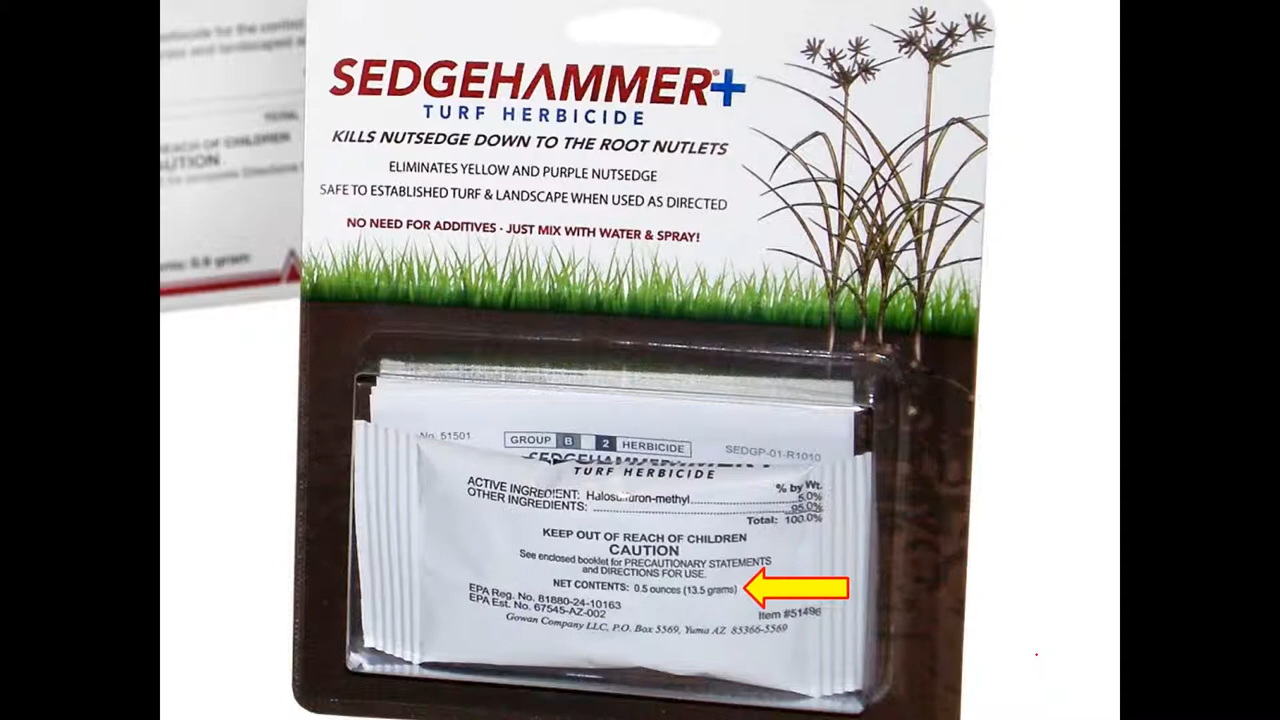 SEDGEHAMMER+
TURF HERBICIDE
KILLS NUTSEDGE DOWN TO THE ROOT NUTLETS
ELIMINATES YELLOW AND PURPLE NUTSEDGE
SAFE TO ESTABLISHED TURF & LANDSCAPE WHEN USED AS DIRECTED
NO NEED FOR ADDITIVES · JUST MIX WITH WATER & SPRAY!
REACH OF CHILDREN
No. 51501
GROUP B 2 HERBICIDE
SEDGP-01-R1010
TURF HERBICIDE
% by Wt.
ACTIVE INGREDIENT: Halosulfuron-methyl 5.0%
OTHER INGREDIENTS: 95.0%
Total: 100.0%
KEEP OUT OF REACH OF CHILDREN
CAUTION
See enclosed booklet for PRECAUTIONARY STATEMENTS
and DIRECTIONS FOR USE.
NET CONTENTS: 0.5 ounces (13.5 grams)
EPA Reg. No. 81880-24-10163
EPA Est. No. 67545-AZ-002
Item #51496
Gowan Company LLC, P.O. Box 5569, Yuma AZ 85366-5569